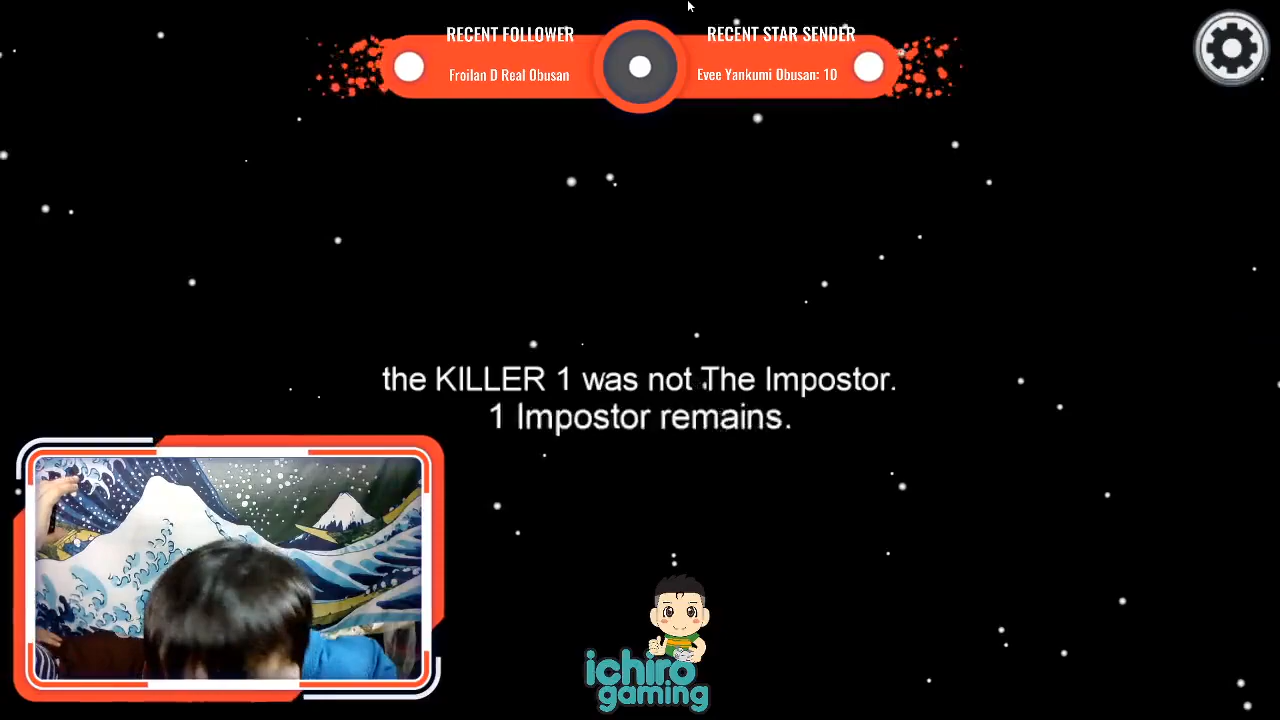 RECENT FOLLOWER
Froilan D Real Obusan
RECENT STAR SENDER
Evee Yankumi Obusan: 10
the KILLER 1 was not The Impostor.
1 Impostor remains.
ichiro
gaming